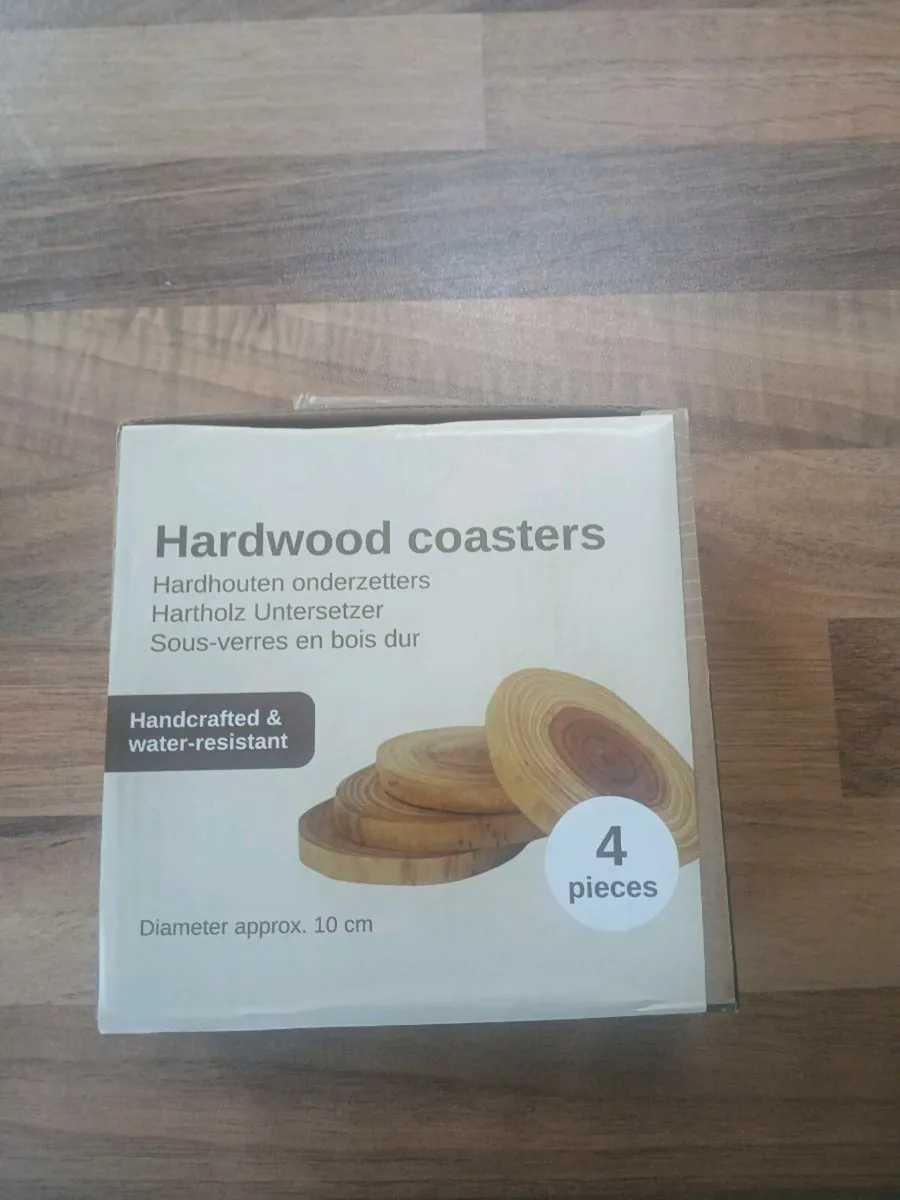 Hardwood coasters
Hardhouten onderzetters
Hartholz Untersetzer
Sous-verres en bois dur
Handcrafted &
water-resistant
4
pieces
Diameter approx. 10 cm